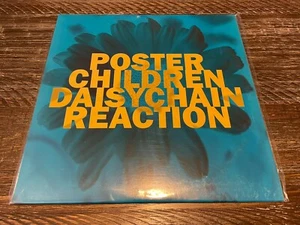 POSTER
CHILDREN
DAISYCHAIN
REACTION